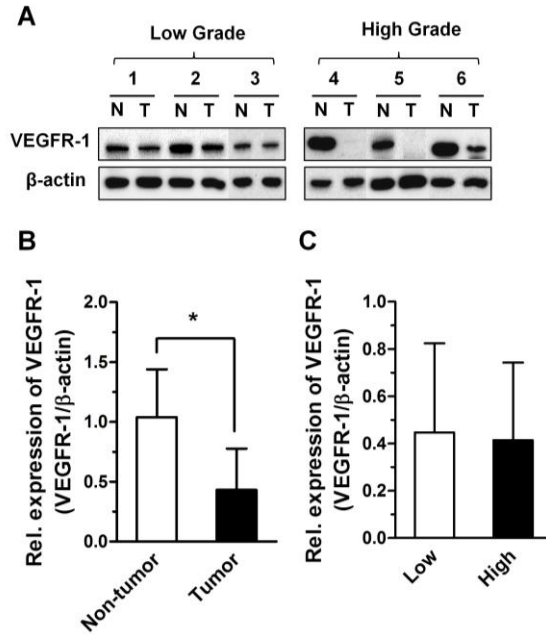 A
Low Grade
High Grade
1 2 3 4 5 6
N T N T N T N T N T N T
VEGFR-1
β-actin
B
Rel. expression of VEGFR-1
(VEGFR-1/β-actin)
2.0
1.5
1.0
0.5
0.0
*
Non-tumor
Tumor
C
Rel. expression of VEGFR-1
(VEGFR-1/β-actin)
1.0
0.8
0.6
0.4
0.2
0.0
Low
High